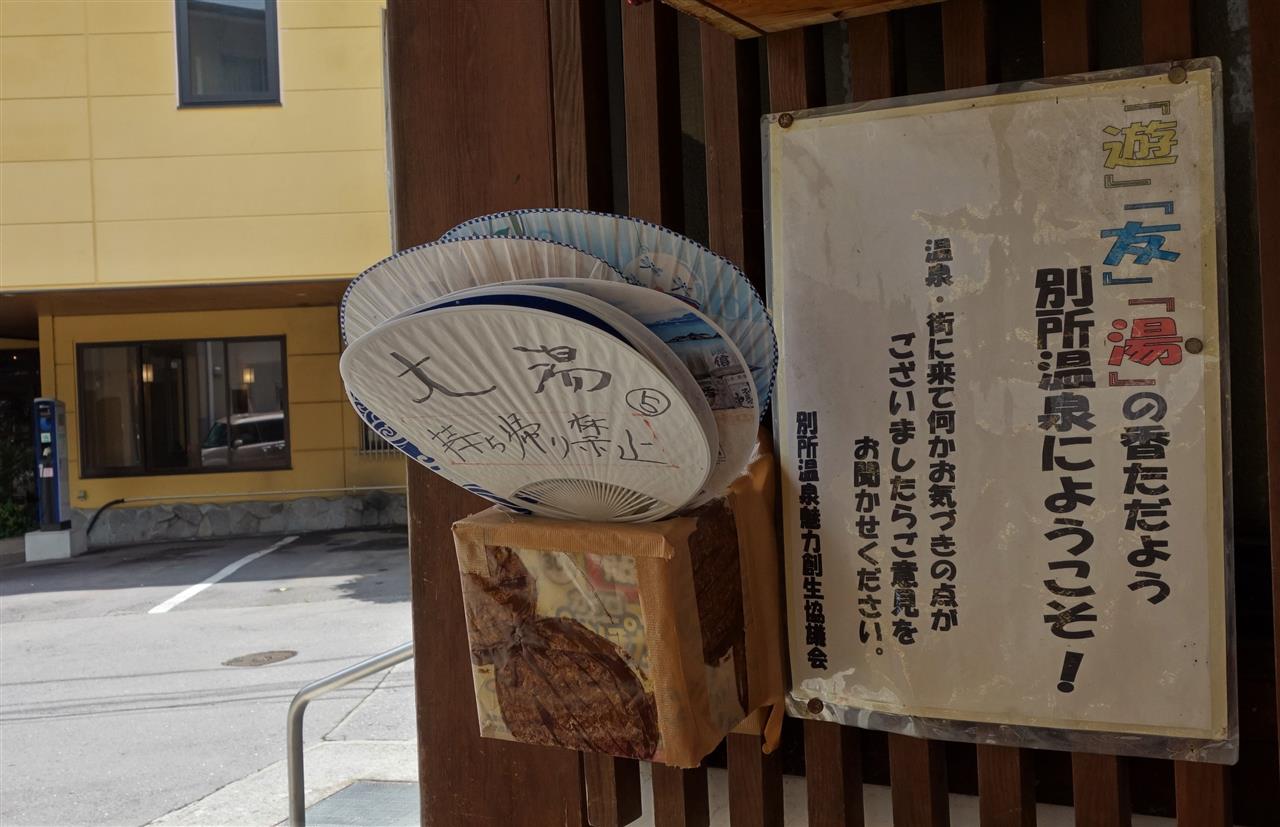 『遊』『友』『湯』の香ただよう
別所温泉にようこそ!
温泉・街に来て何かお気づきの点が
ございましたらご意見を
お聞かせください。
別所温泉魅力創生協議会
大湯
⑤
持ち帰り禁止